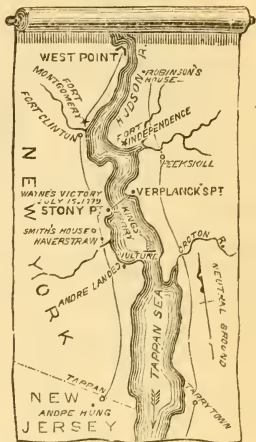 WEST POINT
HUDSON R.
ROBINSON'S
HOUSE
FORT
MONTGOMERY
FORT CLINTON
FORT
INDEPENDENCE
PEEKSKILL
NEW YORK
WAYNE'S VICTORY
JULY 15, 1779
VERPLANCK'S PT
STONY PT.
KINGS
FERRY
SMITH'S HOUSE
HAVERSTRAW
CROTON R.
VULTURE
ANDRE LANDED
NEUTRAL GROUND
TAPPAN SEA
TAPPAN
TARRYTOWN
NEW
ANDRE HUNG
JERSEY